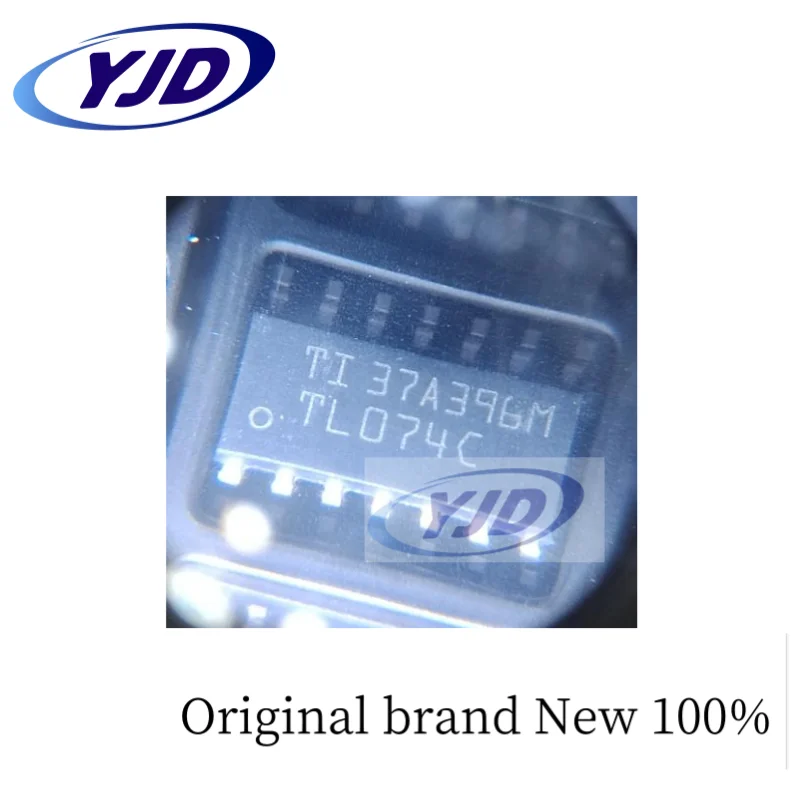 YJD
TI 37A396M
TL074C
YJD
Original brand New 100%